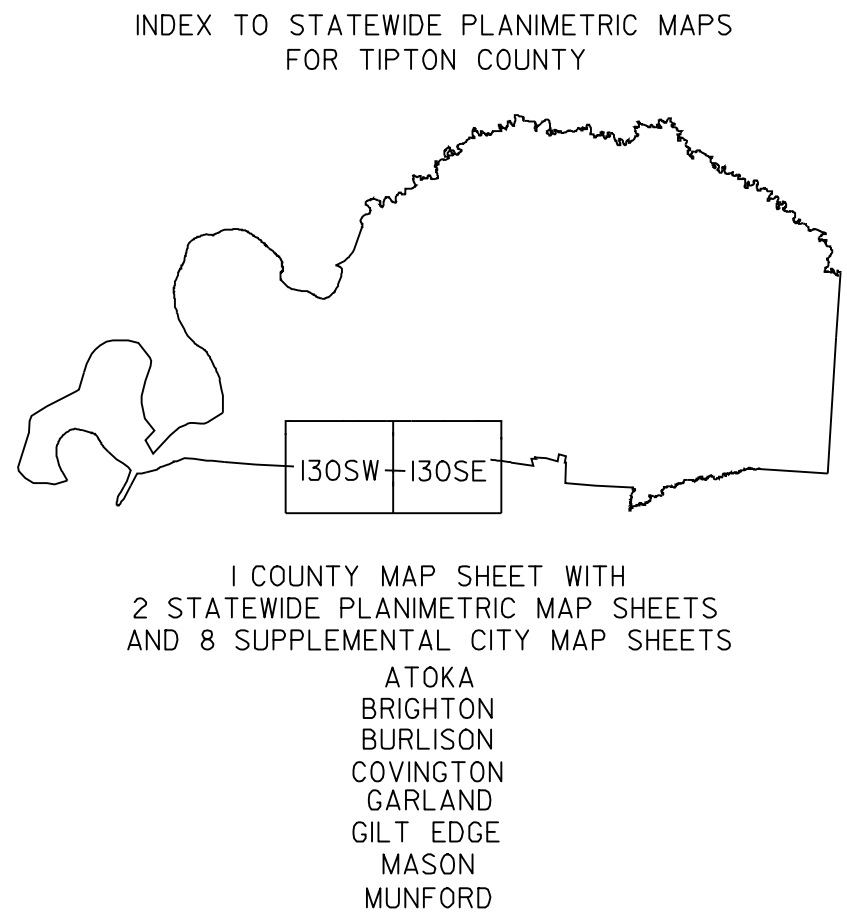 INDEX TO STATEWIDE PLANIMETRIC MAPS
FOR TIPTON COUNTY
130SW 130SE
1 COUNTY MAP SHEET WITH
2 STATEWIDE PLANIMETRIC MAP SHEETS
AND 8 SUPPLEMENTAL CITY MAP SHEETS
ATOKA
BRIGHTON
BURLISON
COVINGTON
GARLAND
GILT EDGE
MASON
MUNFORD